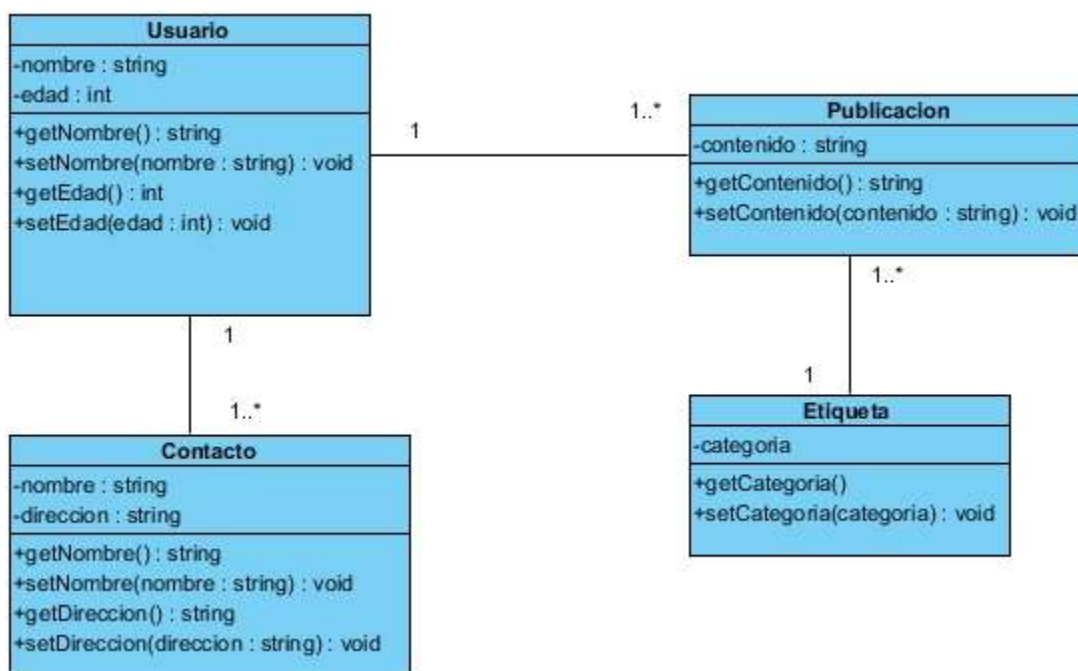 Usuario
-nombre : string
-edad : int
+getNombre() : string
+setNombre(nombre : string) : void
+getEdad() : int
+setEdad(edad : int) : void
1
1..*
Publicacion
-contenido : string
+getContenido() : string
+setContenido(contenido : string) : void
1
1..*
1..*
1
Contacto
-nombre : string
-direccion : string
+getNombre() : string
+setNombre(nombre : string) : void
+getDireccion() : string
+setDireccion(direccion : string) : void
Etiqueta
-categoria
+getCategoria()
+setCategoria(categoria) : void